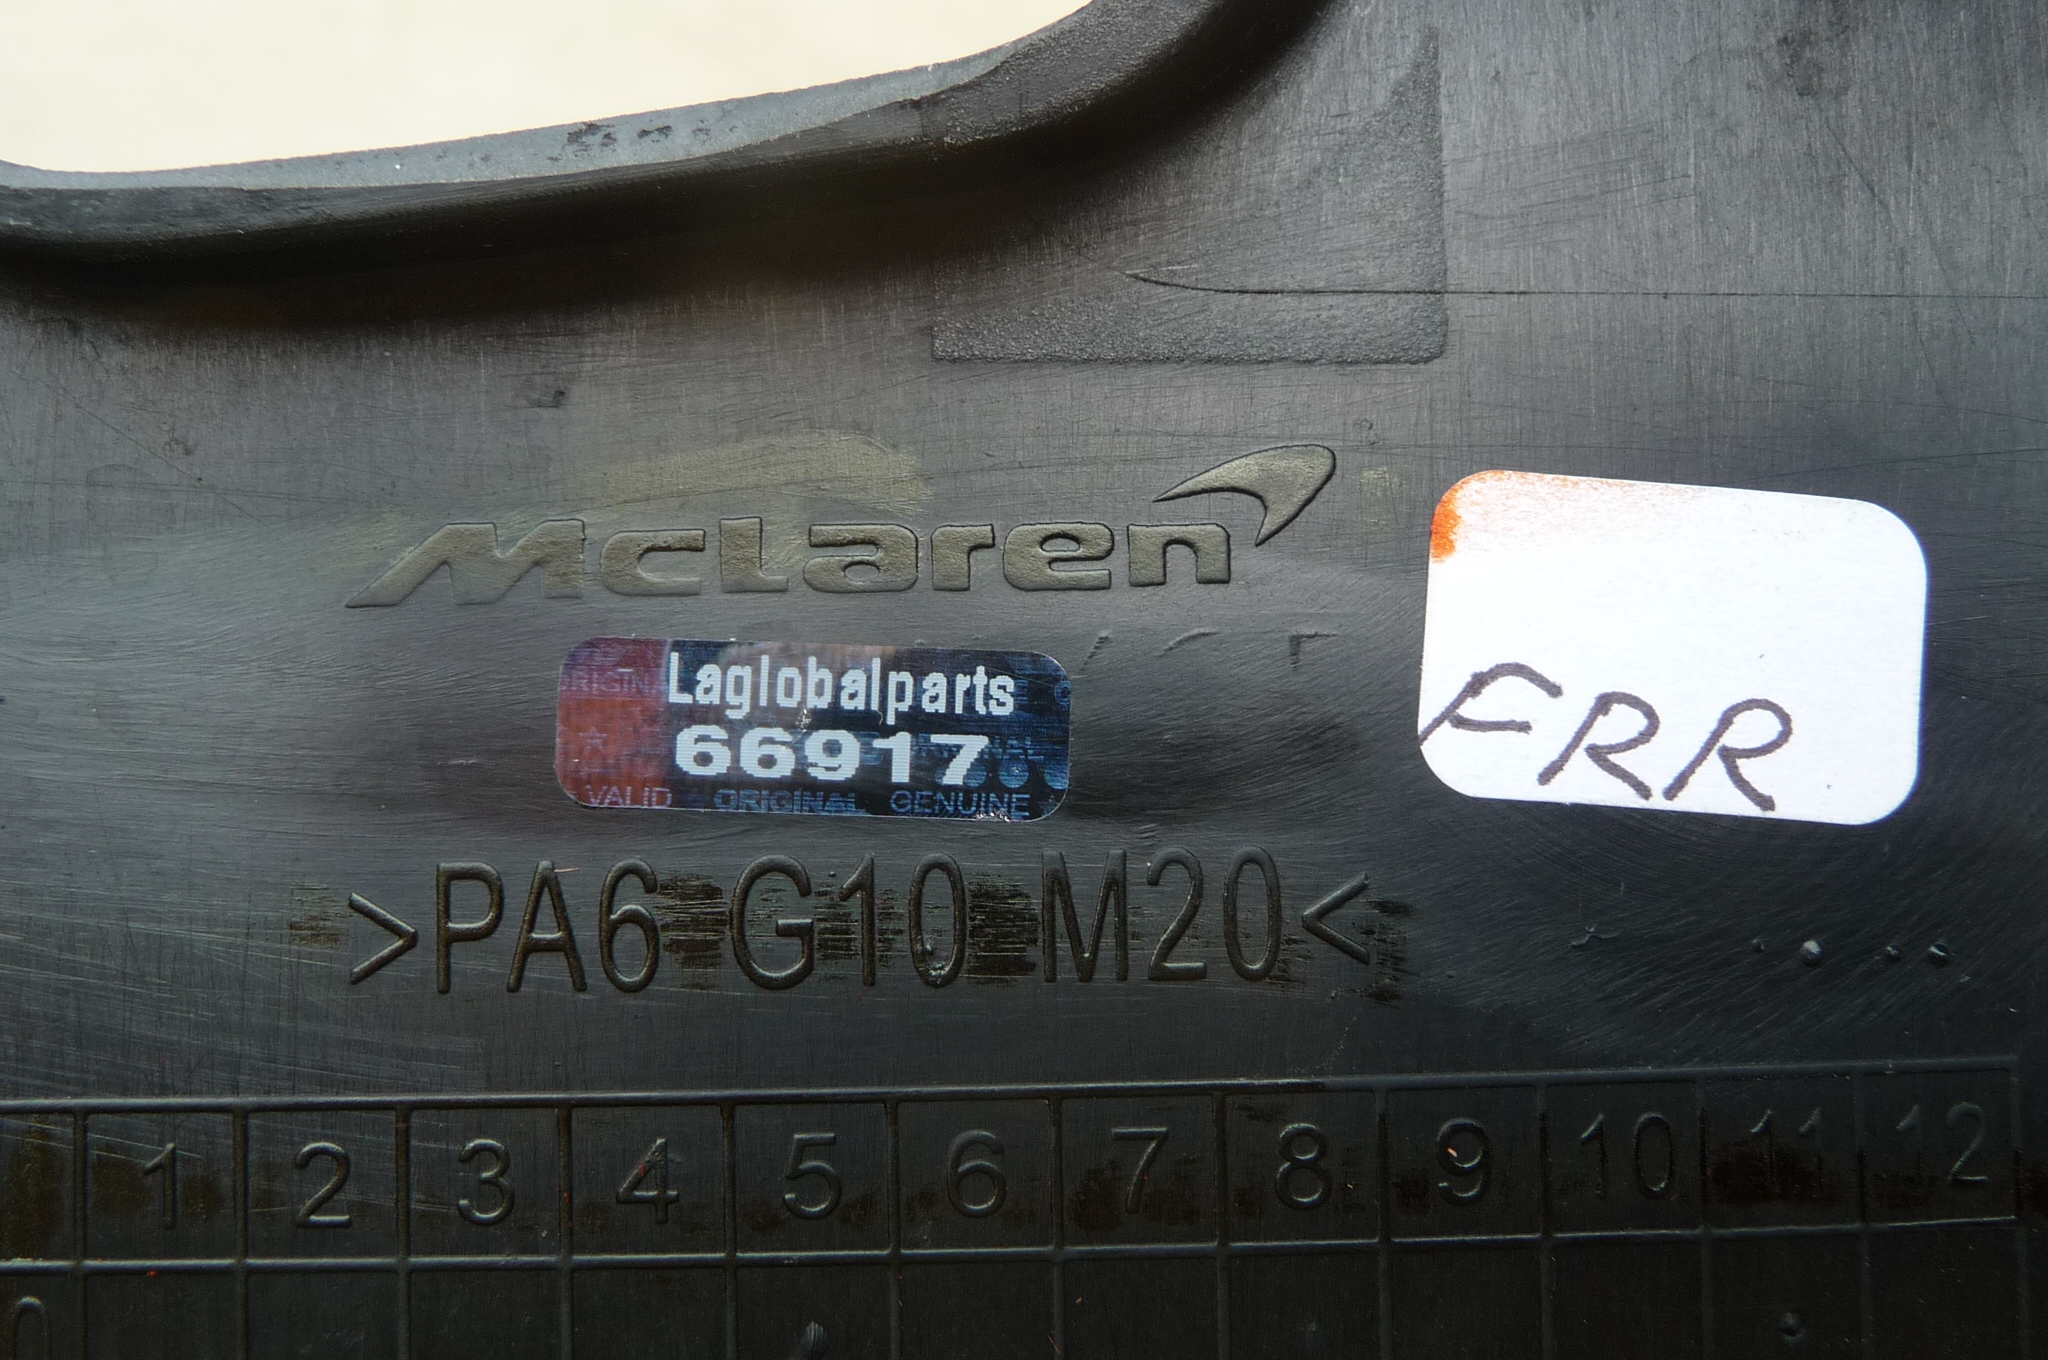 McLaren
Laglobalparts
66917
VALID ORIGINAL GENUINE
FRR
>PA6 G10 M20<
1 2 3 4 5 6 7 8 9 10 11 12